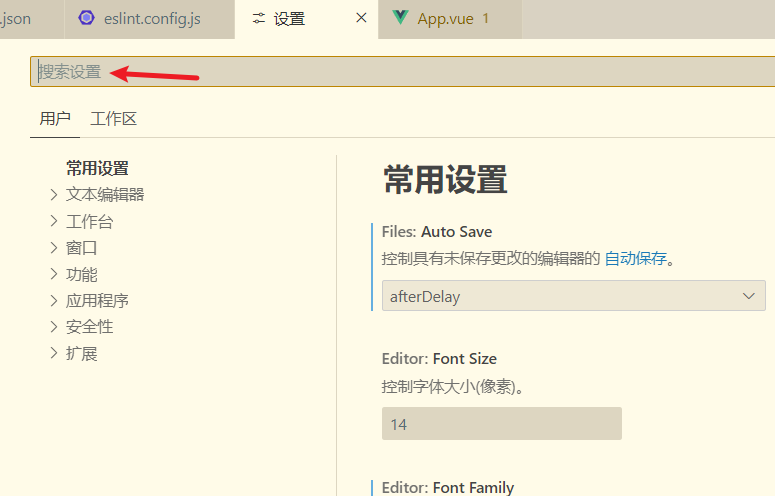 .json eslint.config.js 设置 App.vue 1
搜索设置
用户 工作区
常用设置
文本编辑器
工作台
窗口
功能
应用程序
安全性
扩展
常用设置
Files: Auto Save
控制具有未保存更改的编辑器的 自动保存。
afterDelay
Editor: Font Size
控制字体大小(像素)。
14
Editor: Font Family